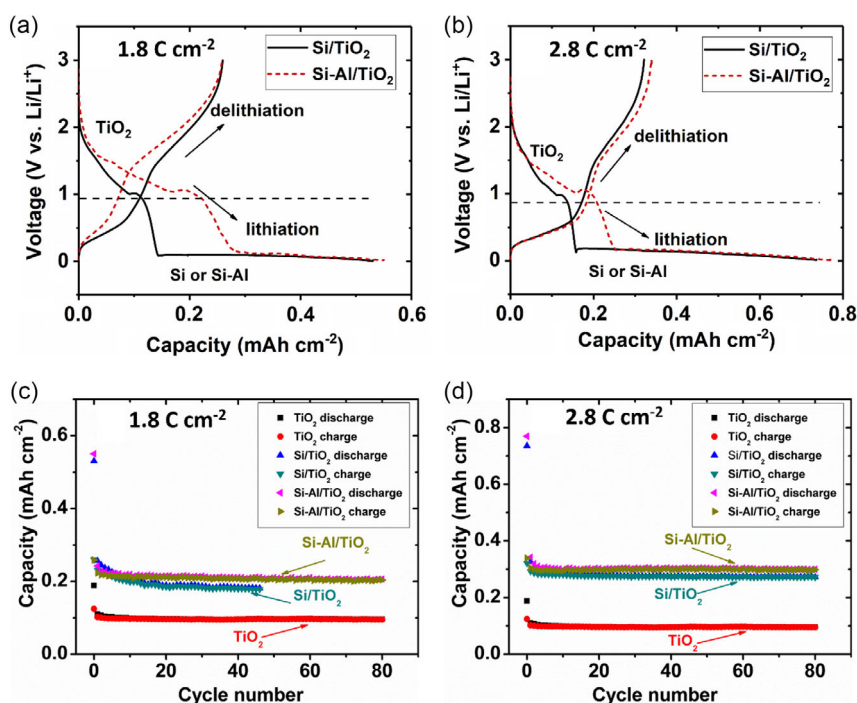 (a)
1.8 C cm⁻²
Si/TiO₂
Si-Al/TiO₂
TiO₂
delithiation
lithiation
Si or Si-Al
Voltage (V vs. Li/Li⁺)
3
2
1
0
0.0 0.2 0.4 0.6
Capacity (mAh cm⁻²)
(b)
2.8 C cm⁻²
Si/TiO₂
Si-Al/TiO₂
TiO₂
delithiation
lithiation
Si or Si-Al
Voltage (V vs. Li/Li⁺)
3
2
1
0
0.0 0.2 0.4 0.6 0.8
Capacity (mAh cm⁻²)
(c)
1.8 C cm⁻²
TiO₂ discharge
TiO₂ charge
Si/TiO₂ discharge
Si/TiO₂ charge
Si-Al/TiO₂ discharge
Si-Al/TiO₂ charge
Si-Al/TiO₂
Si/TiO₂
TiO₂
Capacity (mAh cm⁻²)
0.6
0.4
0.2
0.0
0 20 40 60 80
Cycle number
(d)
2.8 C cm⁻²
TiO₂ discharge
TiO₂ charge
Si/TiO₂ discharge
Si/TiO₂ charge
Si-Al/TiO₂ discharge
Si-Al/TiO₂ charge
Si-Al/TiO₂
Si/TiO₂
TiO₂
Capacity (mAh cm⁻²)
0.8
0.6
0.4
0.2
0.0
0 20 40 60 80
Cycle number